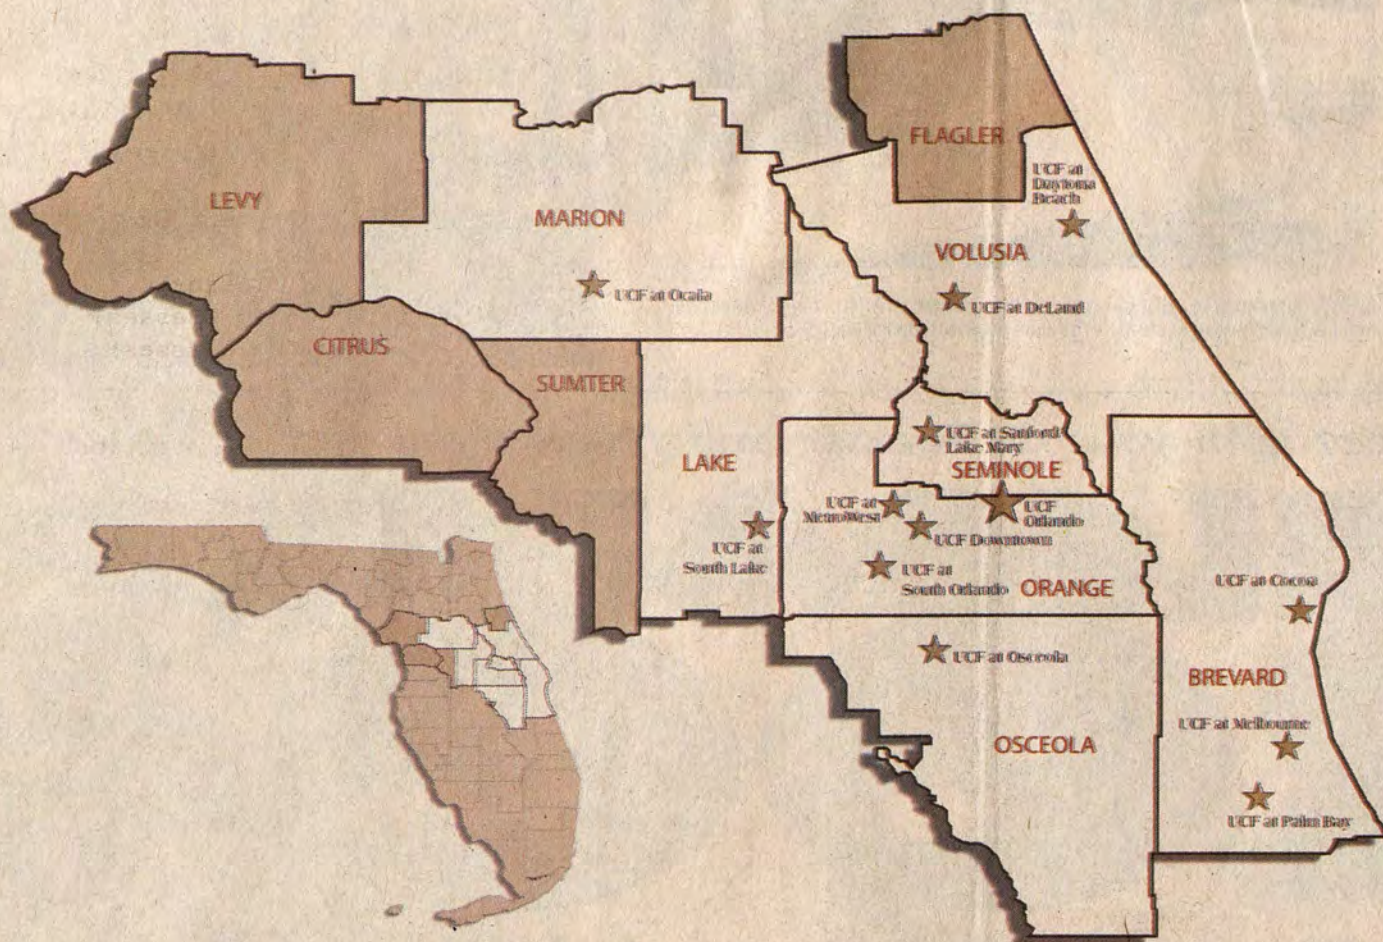 FLAGLER
UCF at
Daytona
Beach
LEVY
MARION
VOLUSIA
UCF at Ocala
UCF at DeLand
CITRUS
SUMTER
UCF at Sanford/
Lake Mary
LAKE
SEMINOLE
UCF at
MetroWest
UCF
Orlando
UCF Downtown
UCF at
South Lake
UCF at
South Orlando
ORANGE
UCF at Cocoa
UCF at Osceola
BREVARD
UCF at Melbourne
OSCEOLA
UCF at Palm Bay